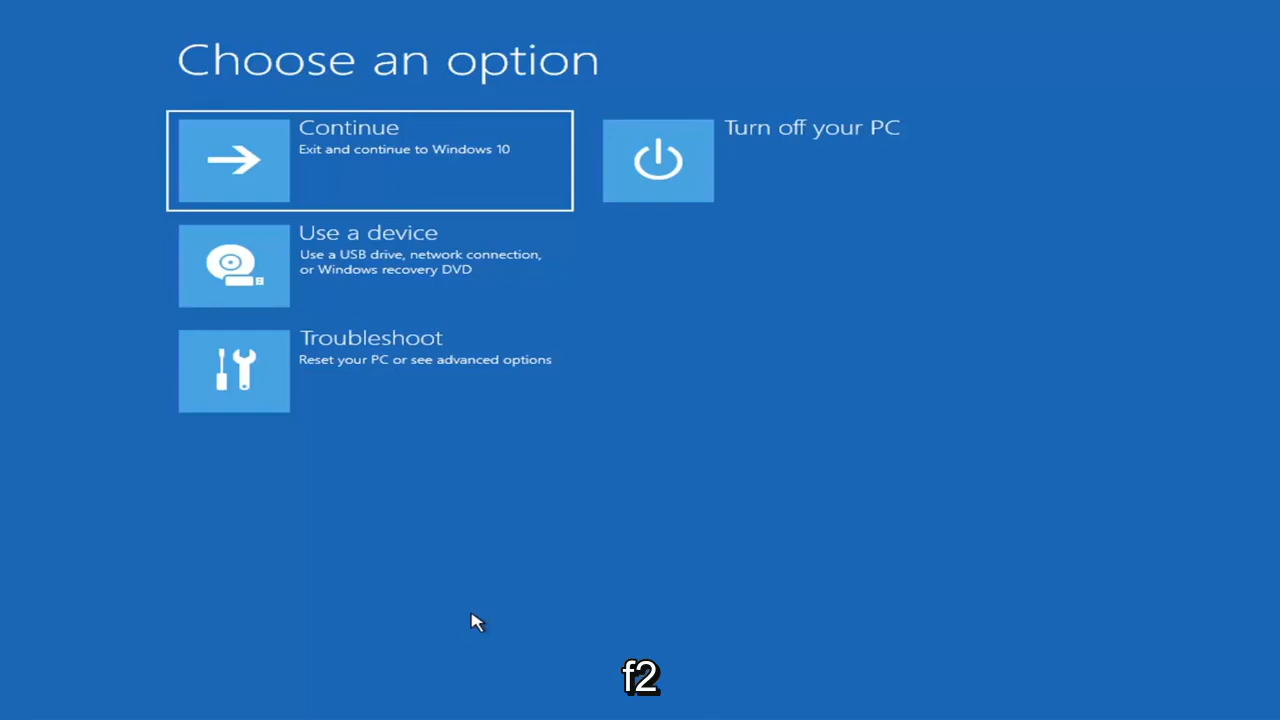 Choose an option
Continue
Exit and continue to Windows 10
Turn off your PC
Use a device
Use a USB drive, network connection,
or Windows recovery DVD
Troubleshoot
Reset your PC or see advanced options
f2